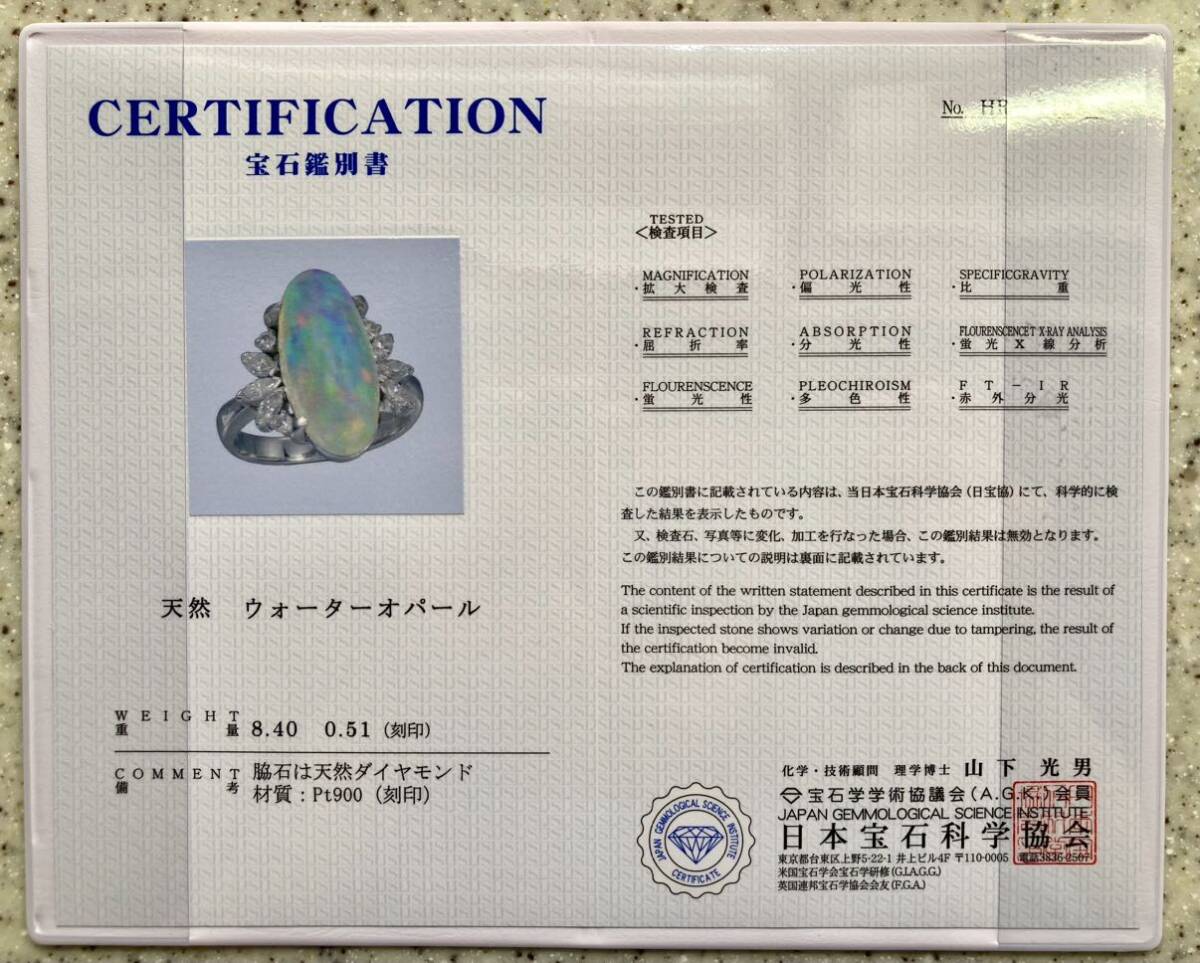 CERTIFICATION
宝石鑑別書
No. HR
TESTED
<検査項目>
MAGNIFICATION
・拡大検査
POLARIZATION
・偏光性
SPECIFICGRAVITY
・比重
REFRACTION
・屈折率
ABSORPTION
・分光性
FLOURENSCENCET X-RAY ANALYSIS
・蛍光X線分析
FLOURENSCENCE
・蛍光性
PLEOCHIROISM
・多色性
FT-IR
・赤外分光
この鑑別書に記載されている内容は、当日本宝石科学協会(日宝協)にて、科学的に検
査した結果を表示したものです。
又、検査石、写真等に変化、加工を行なった場合、この鑑別結果は無効となります。
この鑑別結果についての説明は裏面に記載されています。
The content of the written statement described in this certificate is the result of
a scientific inspection by the Japan gemmological science institute.
If the inspected stone shows variation or change due to tampering, the result of
the certification become invalid.
The explanation of certification is described in the back of this document.
天然 ウォーターオパール
WEIGHT
重量 8.40 0.51 (刻印)
COMMENT 脇石は天然ダイヤモンド
備考 材質:Pt900 (刻印)
化学・技術顧問 理学博士 山下 光男
宝石学学術協議会(A.G.K.)会員
JAPAN GEMMOLOGICAL SCIENCE INSTITUTE
日本宝石科学協会
東京都台東区上野5-22-1 井上ビル4F 〒110-0005 電話3836-2507
米国宝石学会宝石学研修(G.I.A.G.G.)
英国連邦宝石学協会会友(F.G.A.)
JAPAN GEMMOLOGICAL SCIENCE INSTITUTE
CERTIFICATE